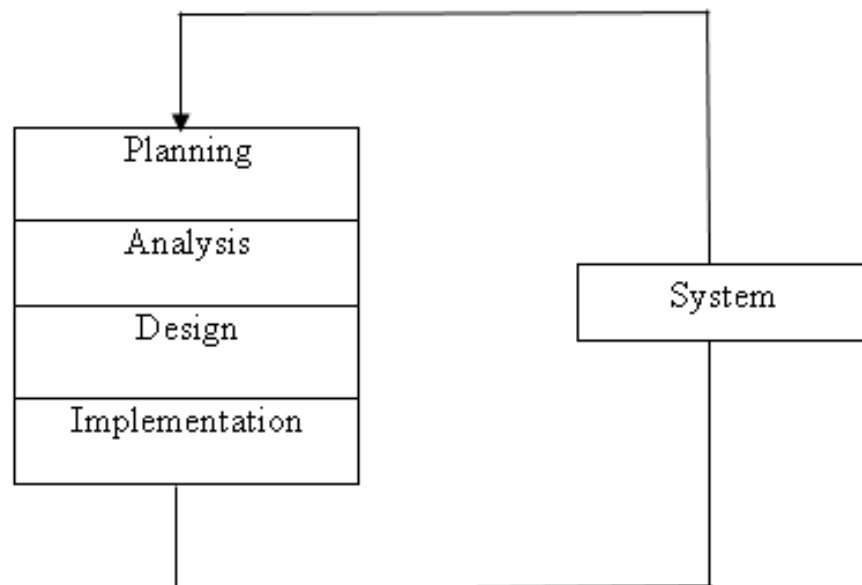 Planning
Analysis
Design
Implementation
System